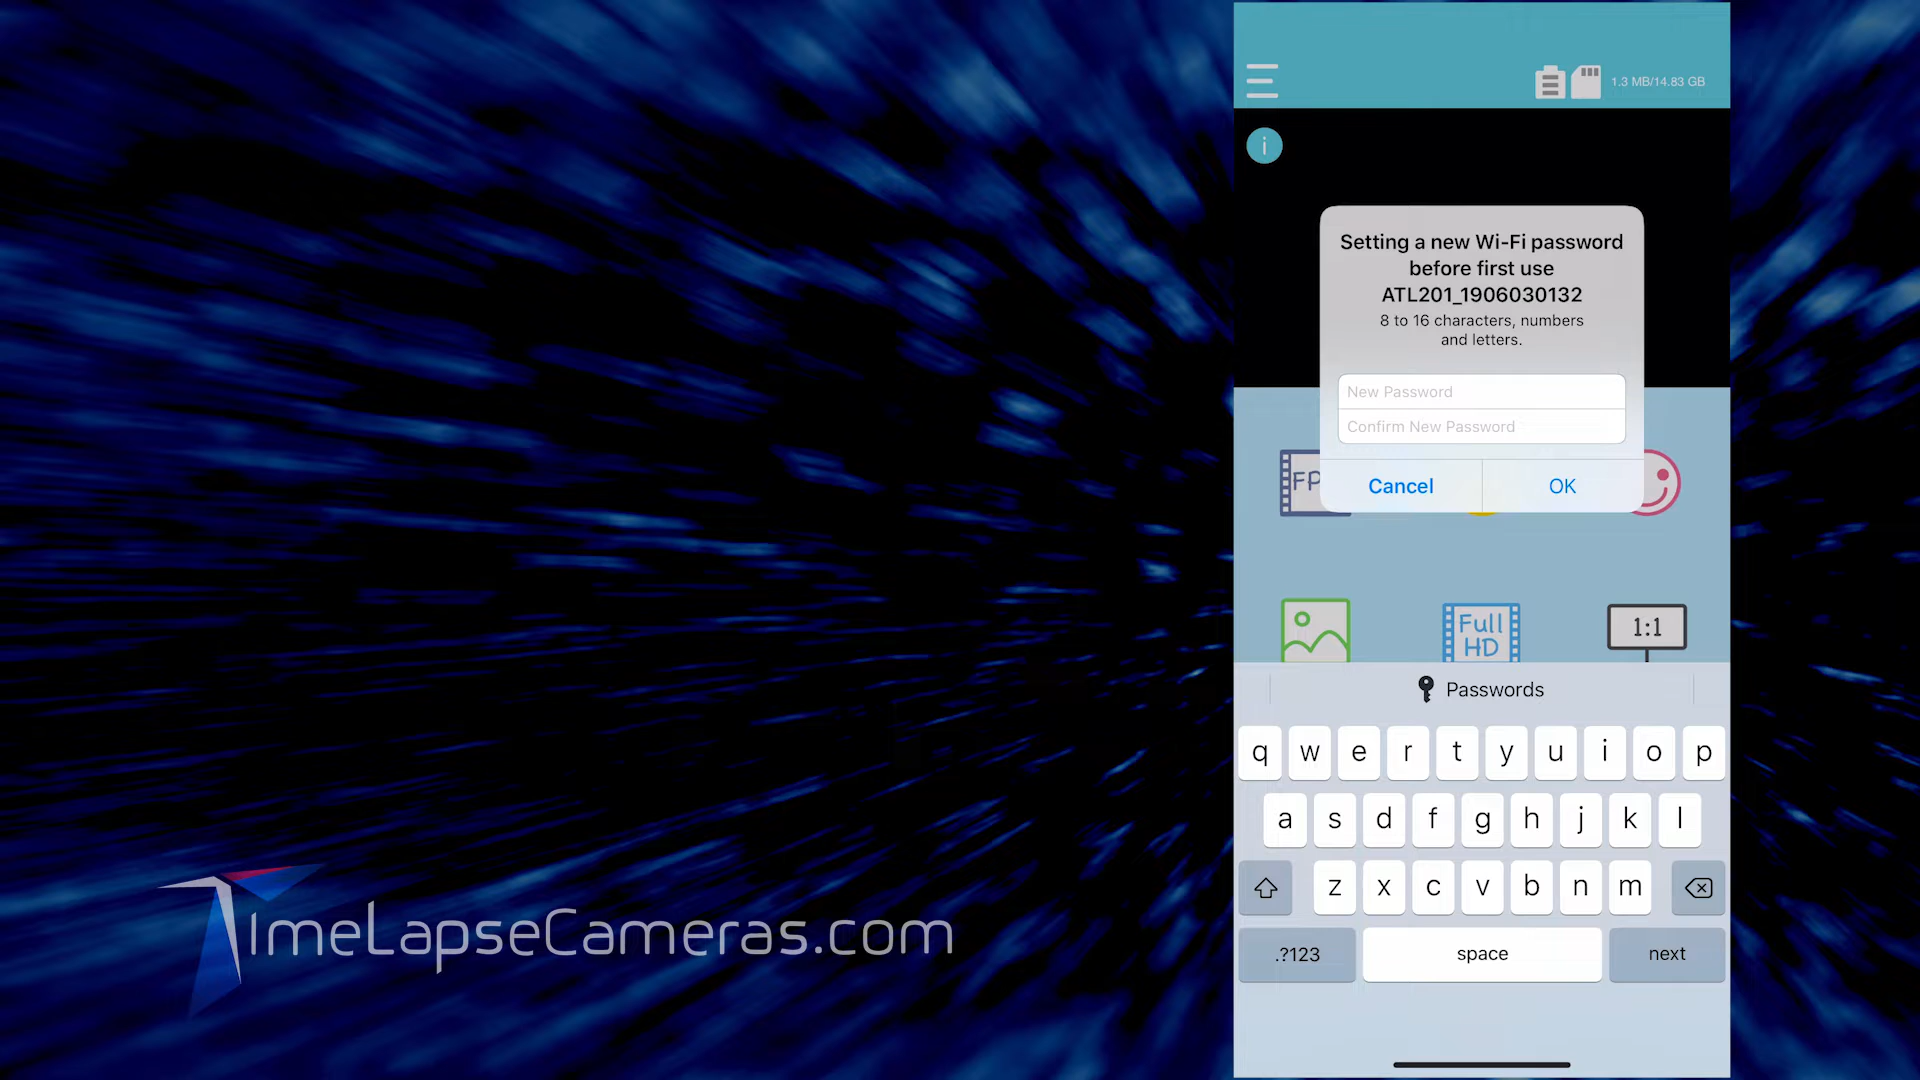 1.3 MB/14.83 GB
i
Setting a new Wi-Fi password
before first use
ATL201_1906030132
8 to 16 characters, numbers
and letters.
New Password
Confirm New Password
Cancel
OK
FP
Full
HD
1:1
Passwords
q w e r t y u i o p
a s d f g h j k l
z x c v b n m
.?123
space
next
TimeLapseCameras.com